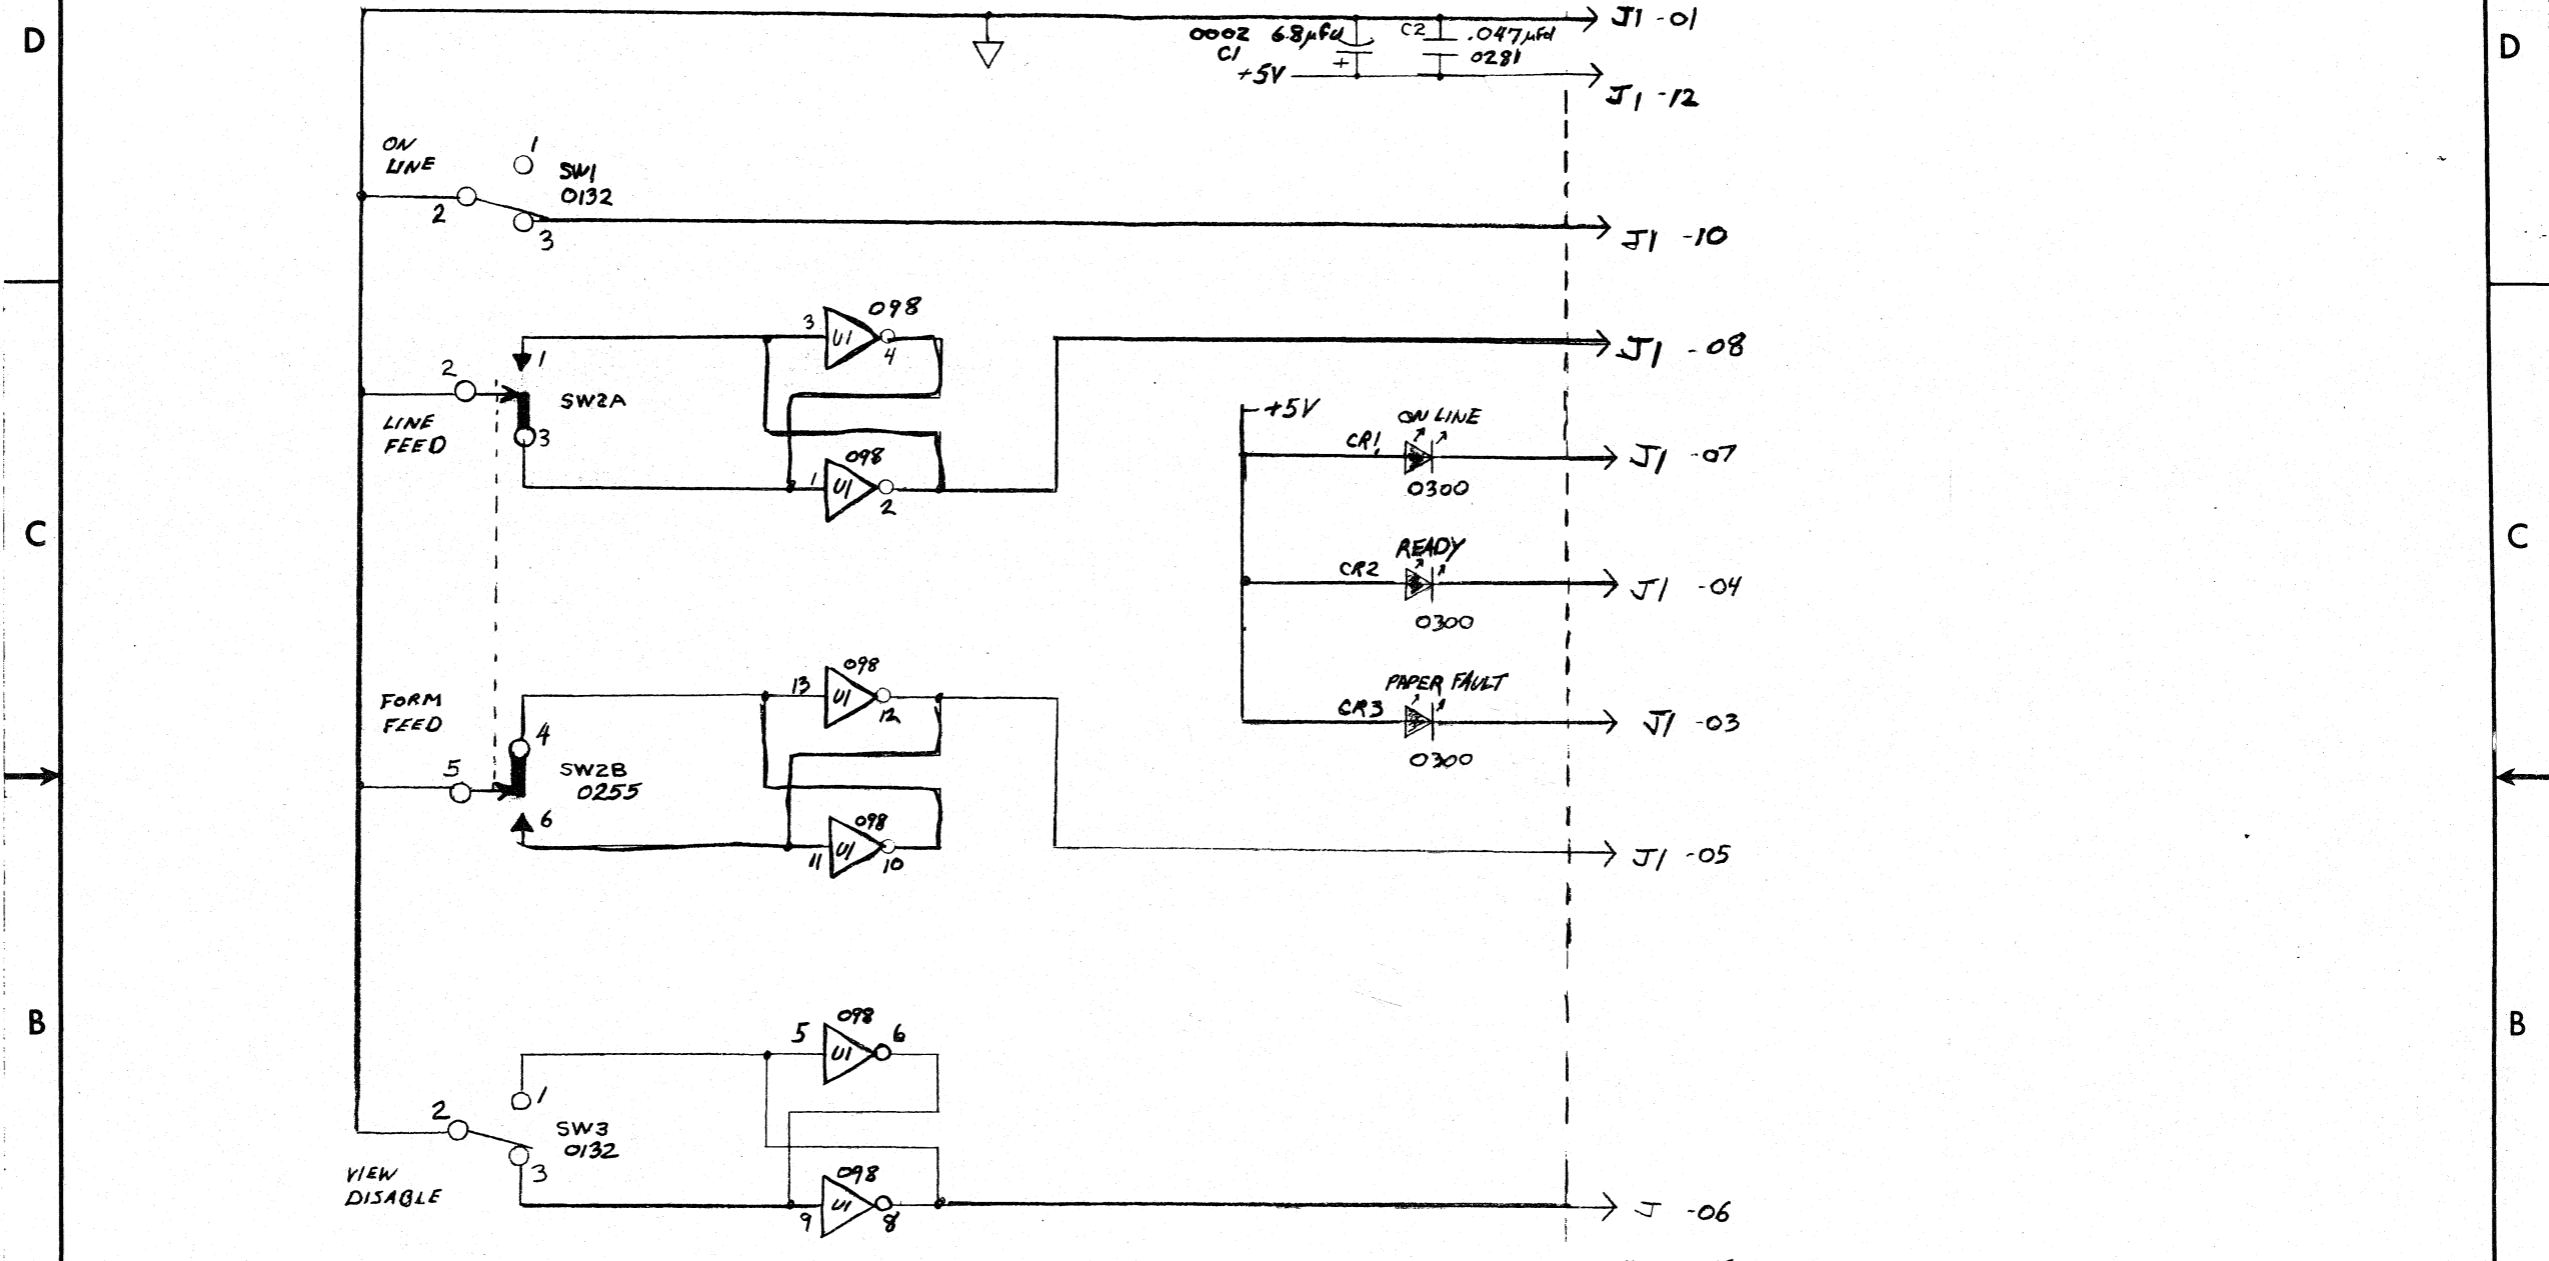 D
D
J1 -01
0002 6.8µfd
C1
C2
.047µfd
0281
+
+5V
J1 -12
ON
LINE
1
SW1
0132
2
3
J1 -10
098
3
U1
4
J1 -08
1
2
SW2A
3
LINE
FEED
098
1
U1
2
+5V
ON LINE
CR1
0300
J1 -07
C
C
READY
CR2
0300
J1 -04
098
13
U1
12
FORM
FEED
4
5
SW2B
0255
6
PAPER FAULT
CR3
0300
J1 -03
098
11
U1
10
J1 -05
B
B
098
5
U1
6
1
2
SW3
0132
3
VIEW
DISABLE
098
9
U1
8
J -06